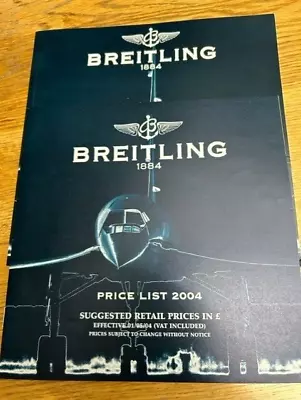 B
BREITLING
1884
B
BREITLING
1884
PRICE LIST 2004
SUGGESTED RETAIL PRICES IN £
EFFECTIVE 01/05/04 (VAT INCLUDED)
PRICES SUBJECT TO CHANGE WITHOUT NOTICE